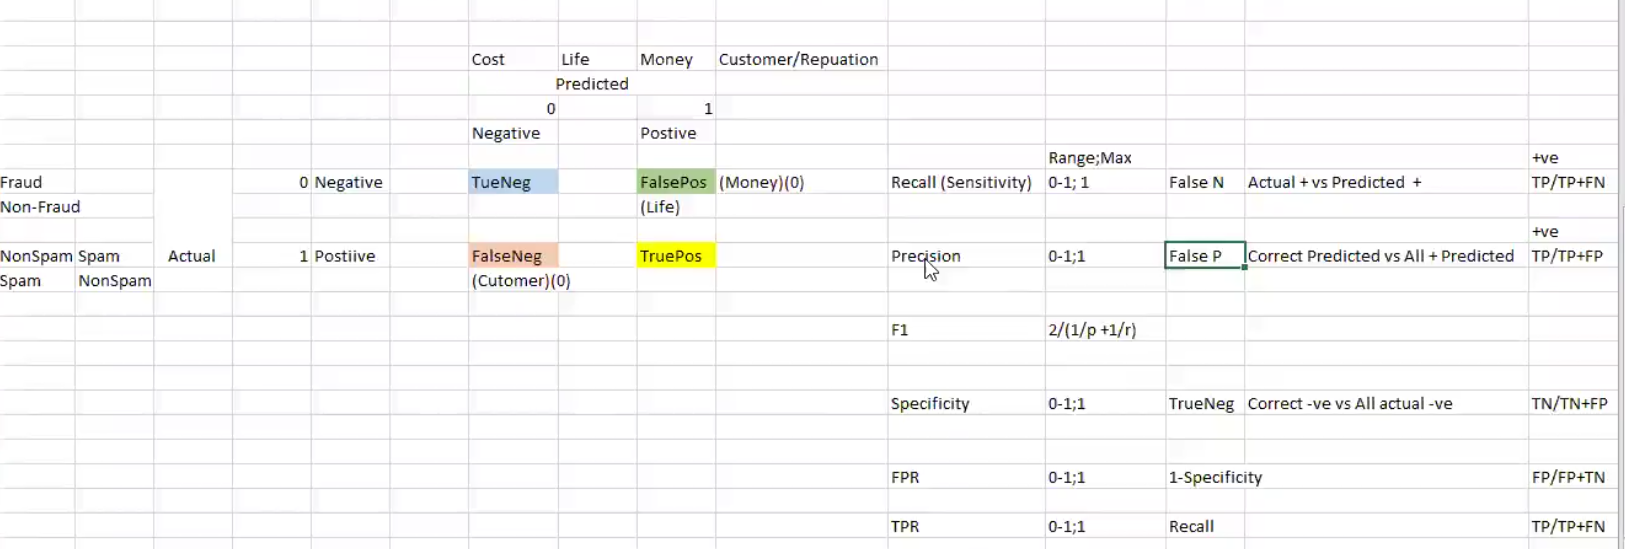 Cost Life Money Customer/Repuation
Predicted
0 1
Negative Postive
Range;Max +ve
Fraud 0 Negative TueNeg FalsePos (Money)(0) Recall (Sensitivity) 0-1; 1 False N Actual + vs Predicted + TP/TP+FN
Non-Fraud (Life)
+ve
NonSpam Spam Actual 1 Postiive FalseNeg TruePos Precision 0-1;1 False P Correct Predicted vs All + Predicted TP/TP+FP
Spam NonSpam (Cutomer)(0)
F1 2/(1/p +1/r)
Specificity 0-1;1 TrueNeg Correct -ve vs All actual -ve TN/TN+FP
FPR 0-1;1 1-Specificity FP/FP+TN
TPR 0-1;1 Recall TP/TP+FN